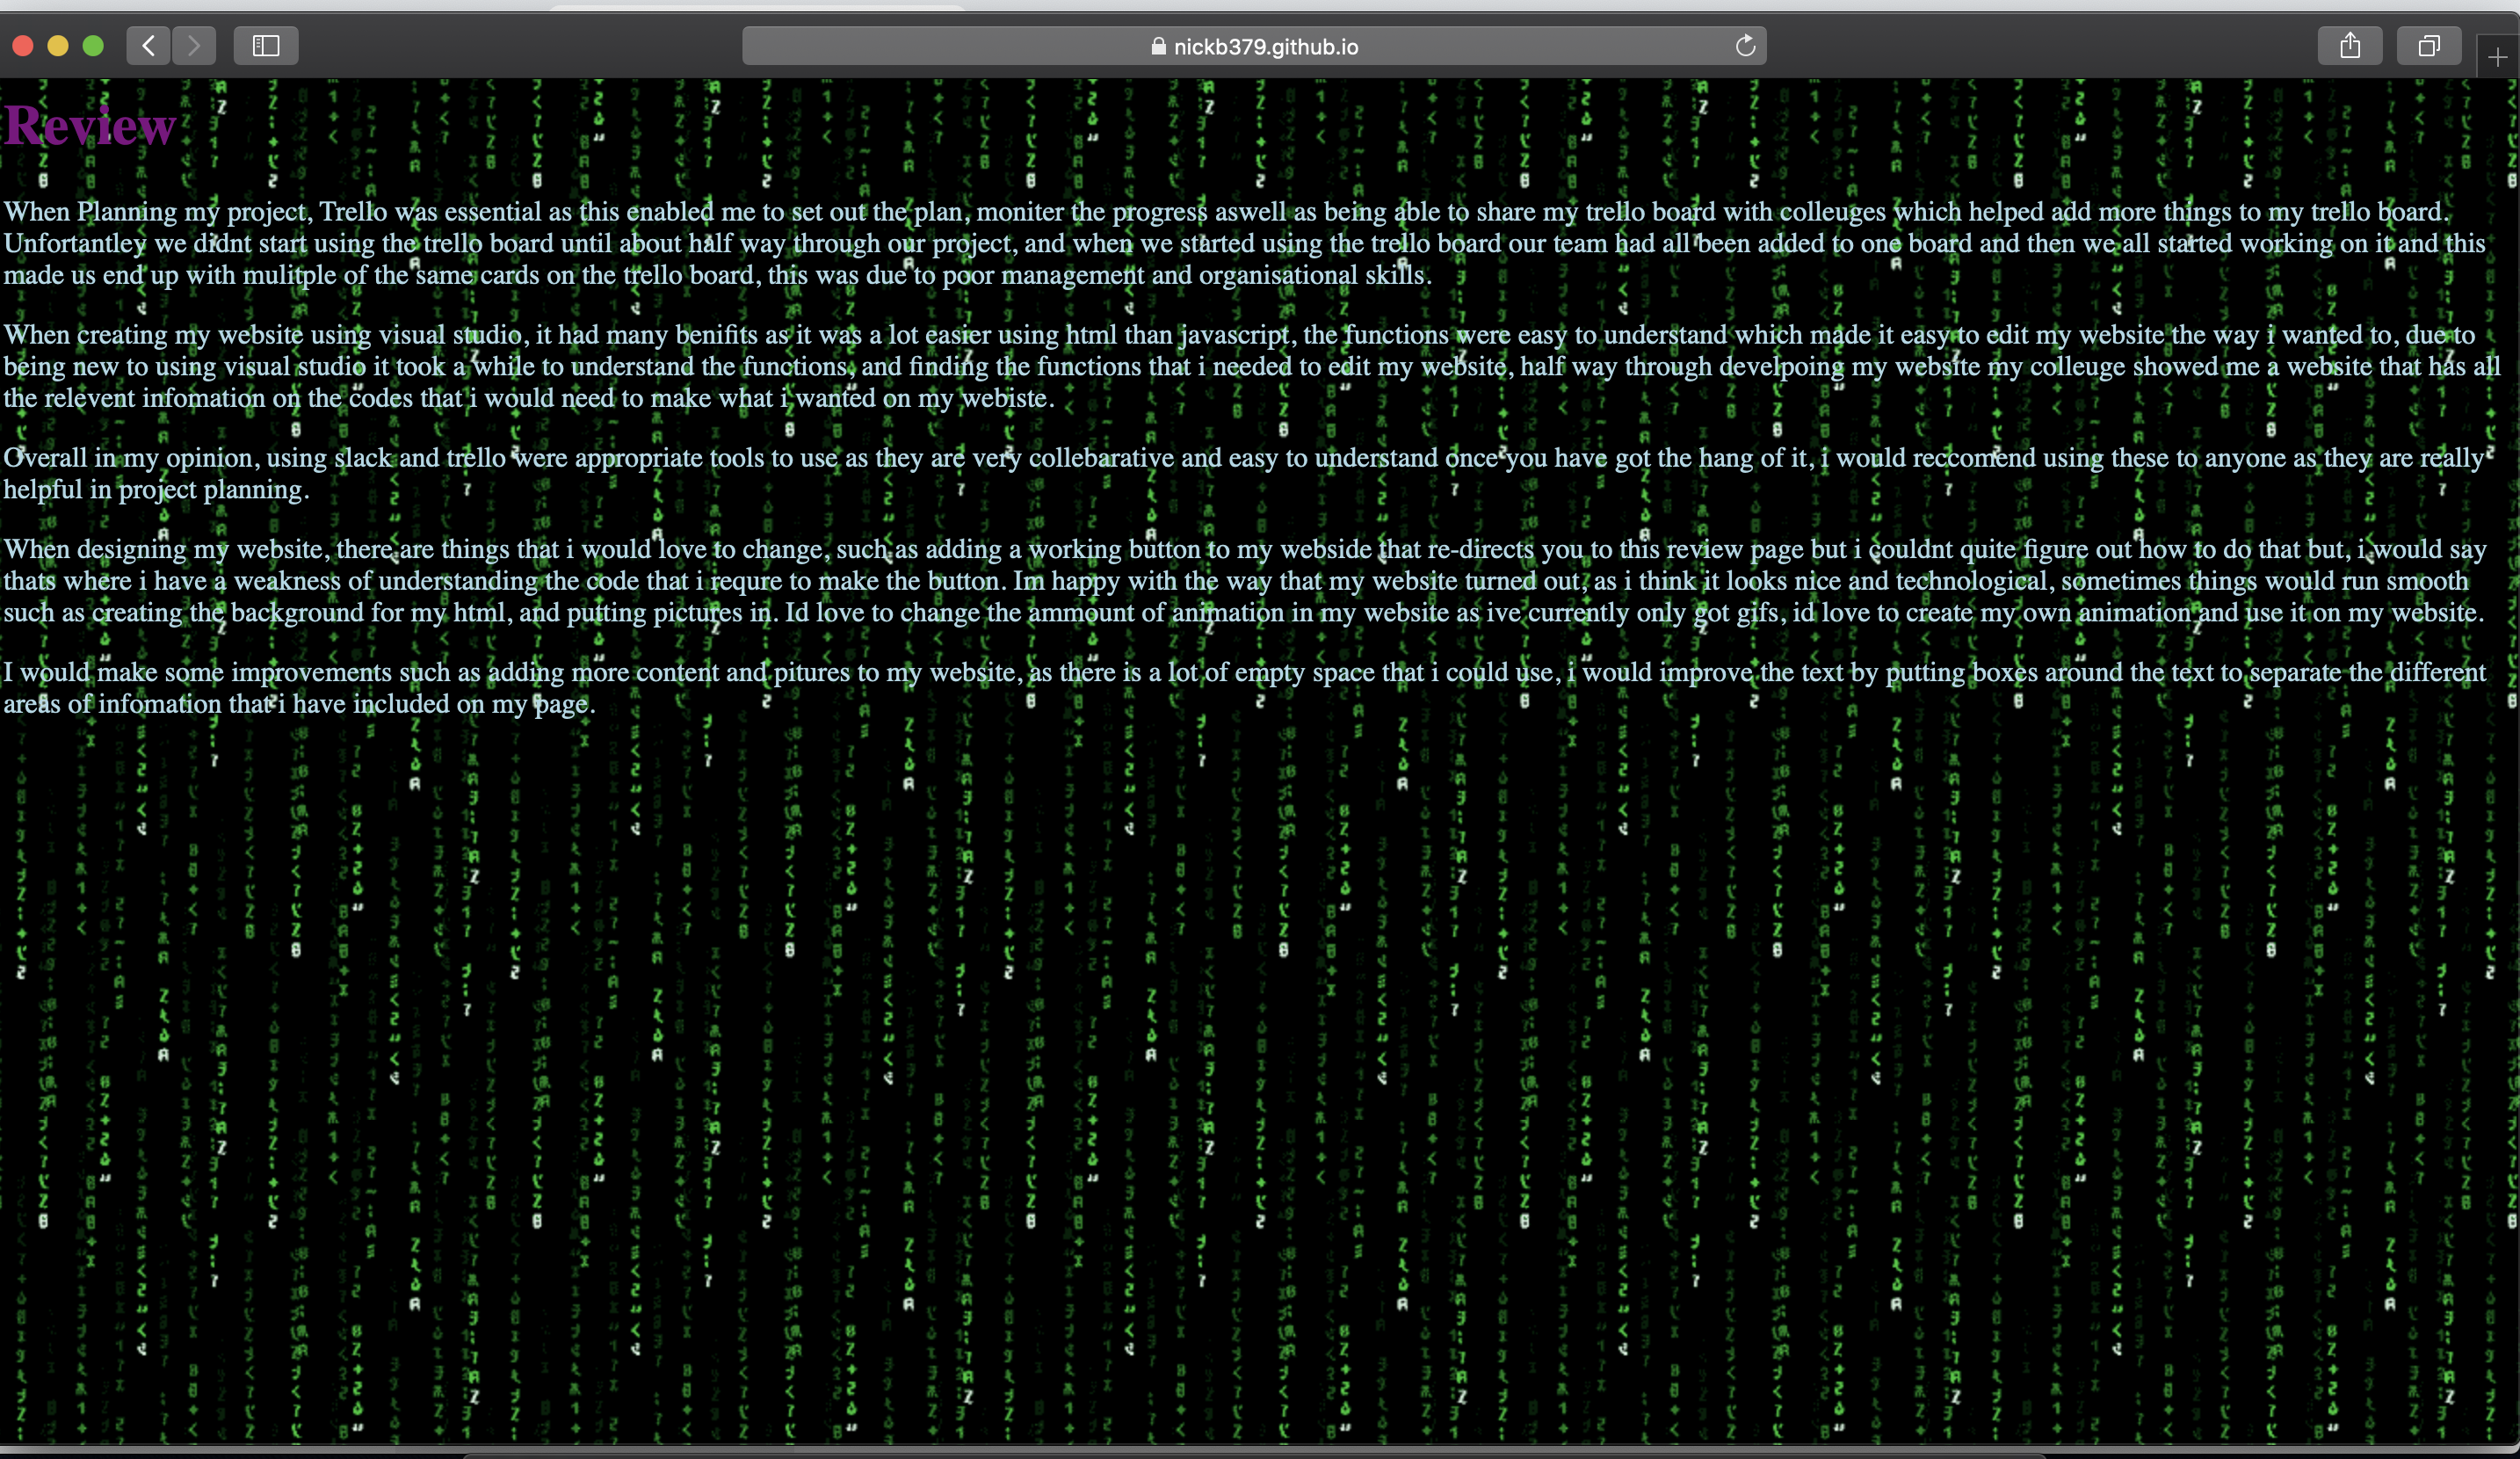 nickb379.github.io
Review
When Planning my project, Trello was essential as this enabled me to set out the plan, moniter the progress aswell as being able to share my trello board with colleuges which helped add more things to my trello board.
Unfortantley we didnt start using the trello board until about half way through our project, and when we started using the trello board our team had all been added to one board and then we all started working on it and this
made us end up with mulitple of the same cards on the trello board, this was due to poor management and organisational skills.
When creating my website using visual studio, it had many benifits as it was a lot easier using html than javascript, the functions were easy to understand which made it easy to edit my website the way i wanted to, due to
being new to using visual studio it took a while to understand the functions, and finding the functions that i needed to edit my website, half way through develpoing my website my colleuge showed me a website that has all
the relevent infomation on the codes that i would need to make what i wanted on my webiste.
Overall in my opinion, using slack and trello were appropriate tools to use as they are very collebarative and easy to understand once you have got the hang of it, i would reccomend using these to anyone as they are really
helpful in project planning.
When designing my website, there are things that i would love to change, such as adding a working button to my webside that re-directs you to this review page but i couldnt quite figure out how to do that but, i would say
thats where i have a weakness of understanding the code that i requre to make the button. Im happy with the way that my website turned out, as i think it looks nice and technological, sometimes things would run smooth
such as creating the background for my html, and putting pictures in. Id love to change the ammount of animation in my website as ive currently only got gifs, id love to create my own animation and use it on my website.
I would make some improvements such as adding more content and pitures to my website, as there is a lot of empty space that i could use, i would improve the text by putting boxes around the text to separate the different
areas of infomation that i have included on my page.